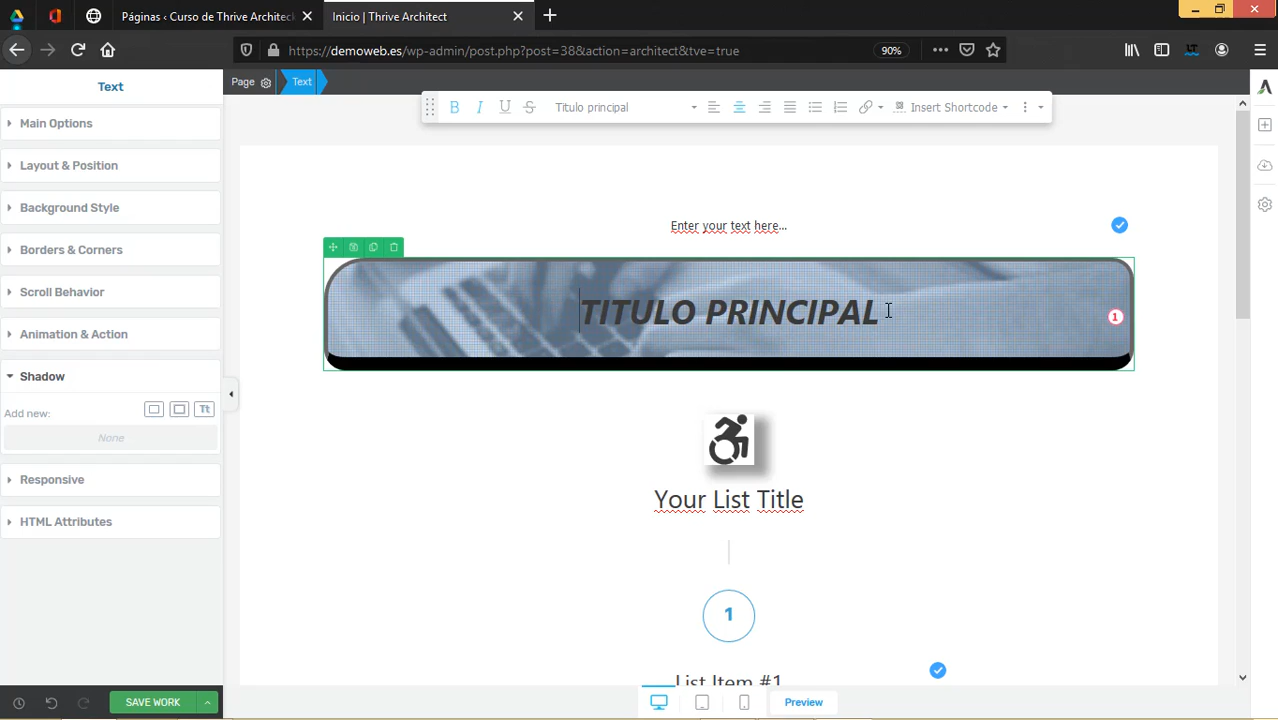 Páginas ‹ Curso de Thrive Architect
Inicio | Thrive Architect
https://demoweb.es/wp-admin/post.php?post=38&action=architect&tve=true
90%
Text
Page
Text
B I U S Titulo principal
Insert Shortcode
Main Options
Layout & Position
Background Style
Borders & Corners
Scroll Behavior
Animation & Action
Shadow
Add new:
Tt
None
Responsive
HTML Attributes
Enter your text here...
TITULO PRINCIPAL
1
Your List Title
1
List Item #1
SAVE WORK
Preview